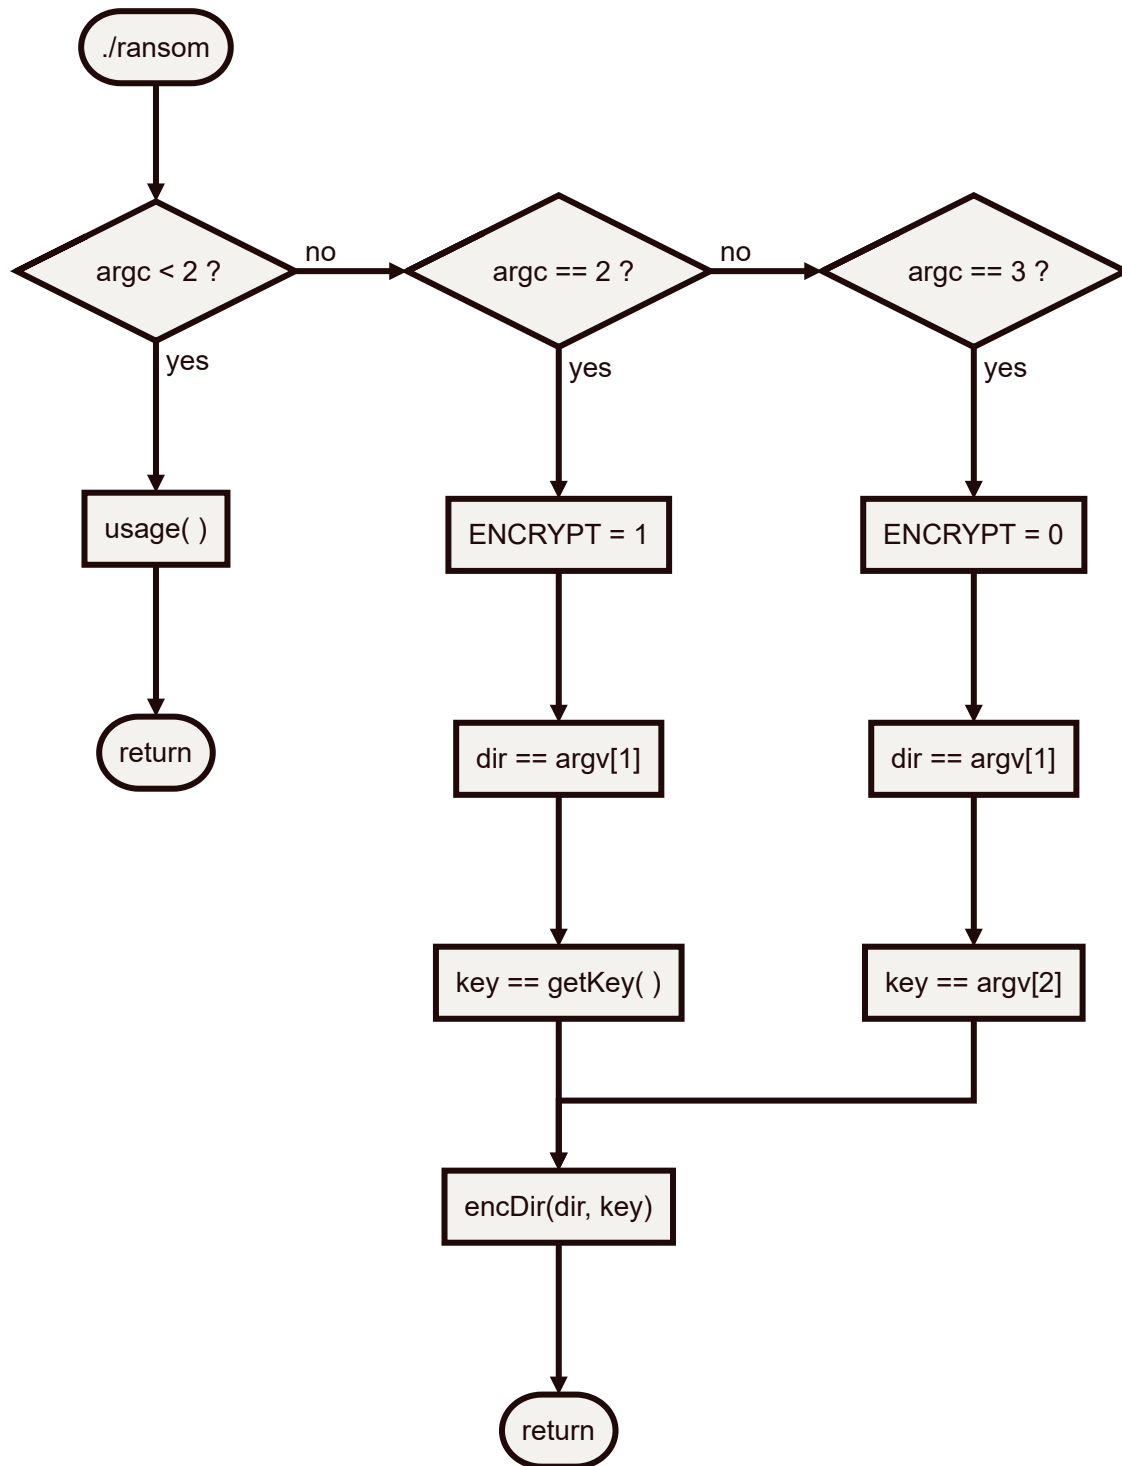 ./ransom
argc < 2 ?
no
argc == 2 ?
no
argc == 3 ?
yes
yes
yes
usage( )
ENCRYPT = 1
ENCRYPT = 0
return
dir == argv[1]
dir == argv[1]
key == getKey( )
key == argv[2]
encDir(dir, key)
return